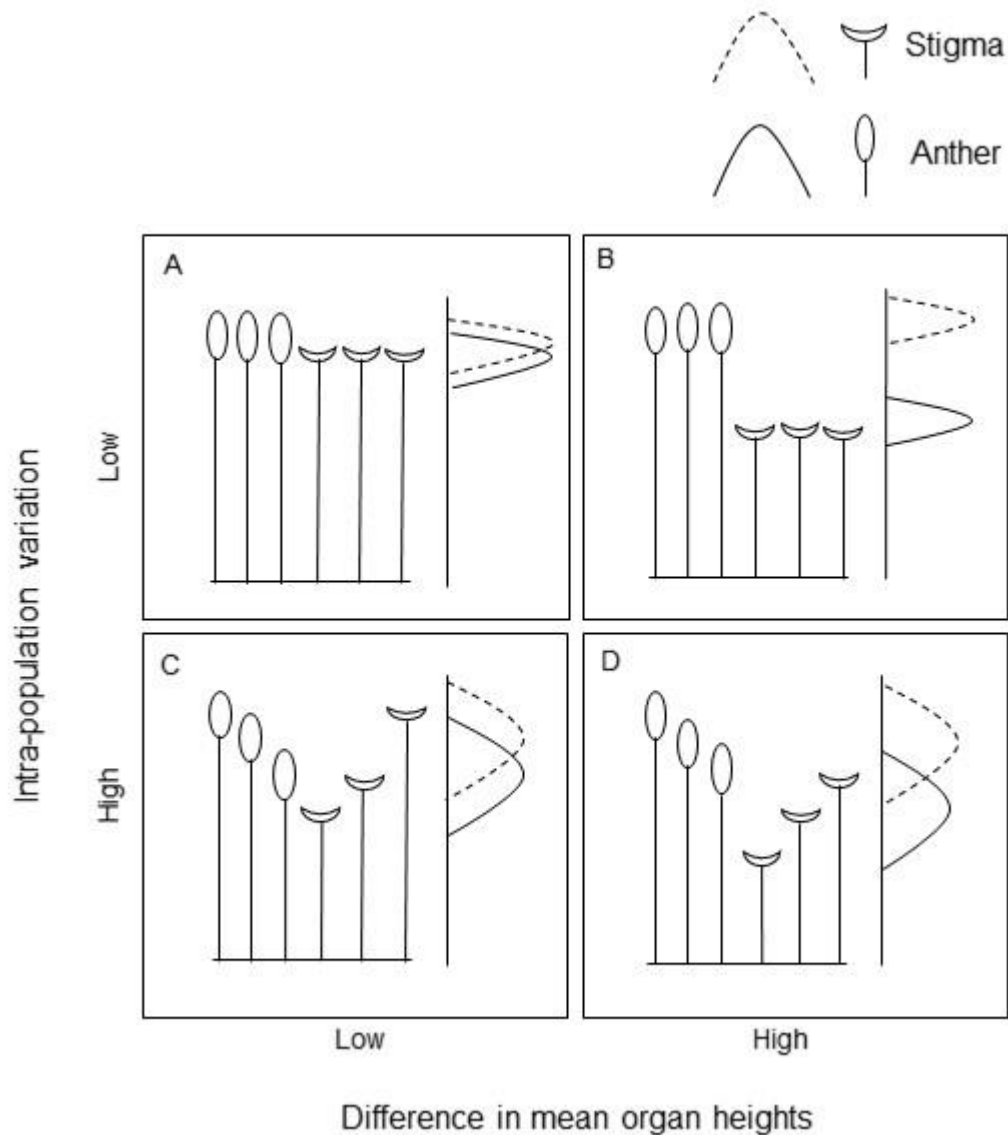 Stigma
Anther
A
B
Low
Intra-population variation
C
D
High
Low
High
Difference in mean organ heights